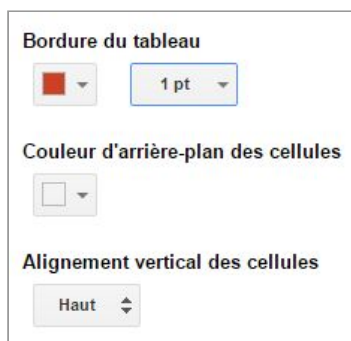 Bordure du tableau
1 pt
Couleur d'arrière-plan des cellules
Alignement vertical des cellules
Haut